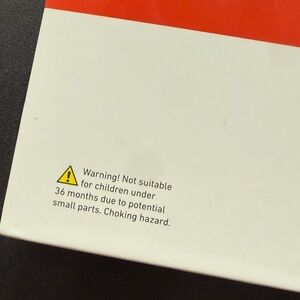 Warning! Not suitable
for children under
36 months due to potential
small parts. Choking hazard.